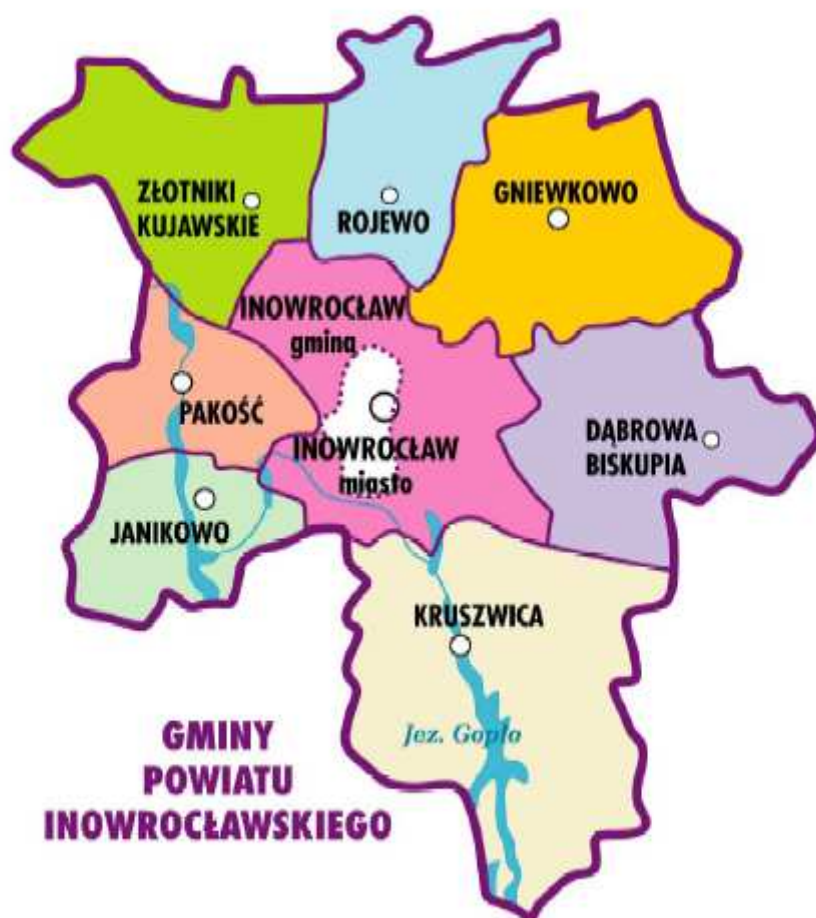 ZŁOTNIKI
KUJAWSKIE
ROJEWO
GNIEWKOWO
INOWROCŁAW
gmina
PAKOŚĆ
INOWROCŁAW
miasto
DĄBROWA
BISKUPIA
JANIKOWO
KRUSZWICA
Jez. Gopło
GMINY
POWIATU
INOWROCŁAWSKIEGO